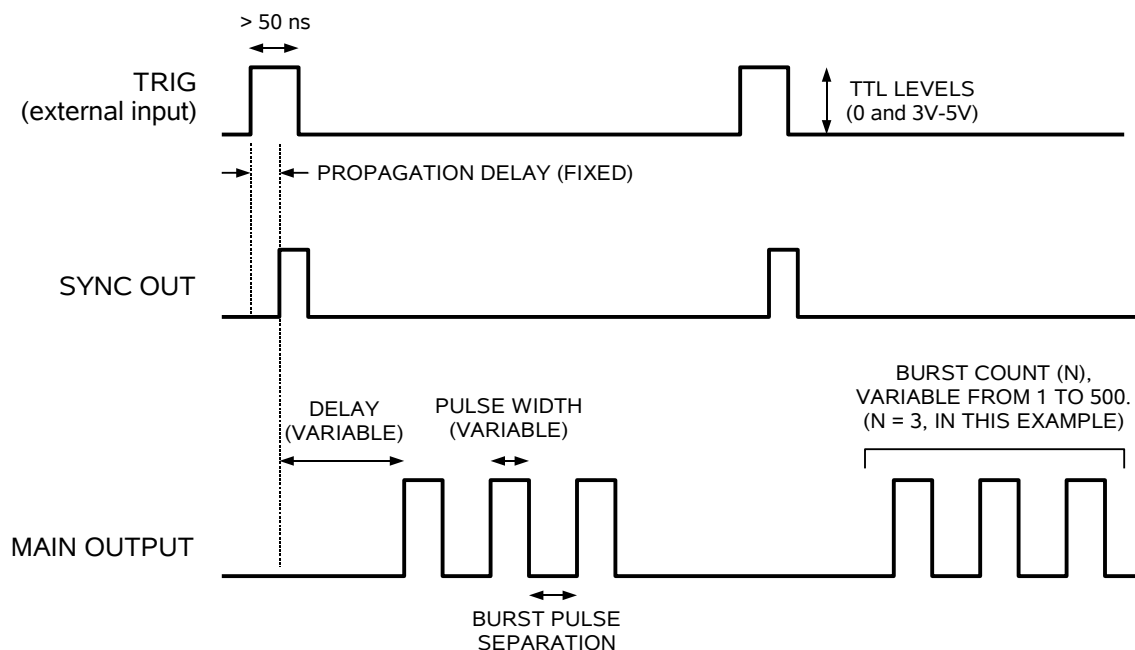 > 50 ns
TRIG
(external input)
TTL LEVELS
(0 and 3V-5V)
PROPAGATION DELAY (FIXED)
SYNC OUT
BURST COUNT (N),
VARIABLE FROM 1 TO 500.
(N = 3, IN THIS EXAMPLE)
DELAY
(VARIABLE)
PULSE WIDTH
(VARIABLE)
MAIN OUTPUT
BURST PULSE
SEPARATION